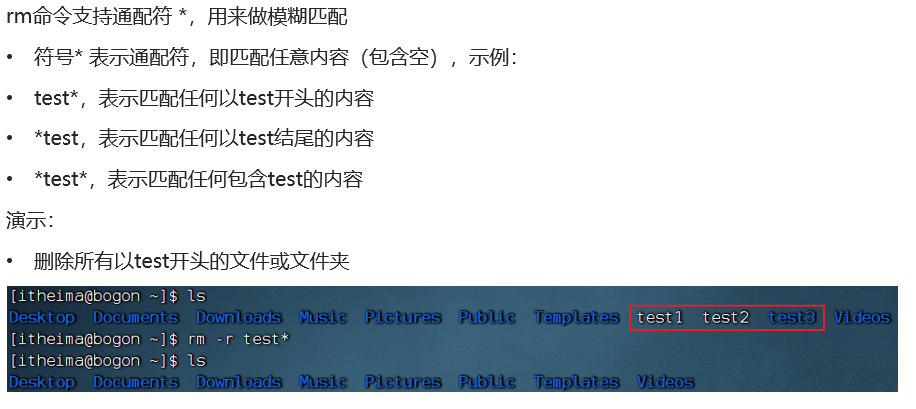 rm命令支持通配符 *，用来做模糊匹配
• 符号* 表示通配符，即匹配任意内容（包含空），示例：
• test*，表示匹配任何以test开头的内容
• *test，表示匹配任何以test结尾的内容
• *test*，表示匹配任何包含test的内容
演示：
• 删除所有以test开头的文件或文件夹
[itheima@bogon ~]$ ls
Desktop Documents Downloads Music Pictures Public Templates test1 test2 test3 Videos
[itheima@bogon ~]$ rm -r test*
[itheima@bogon ~]$ ls
Desktop Documents Downloads Music Pictures Public Templates Videos